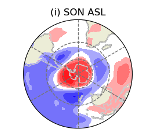 (i) SON ASL